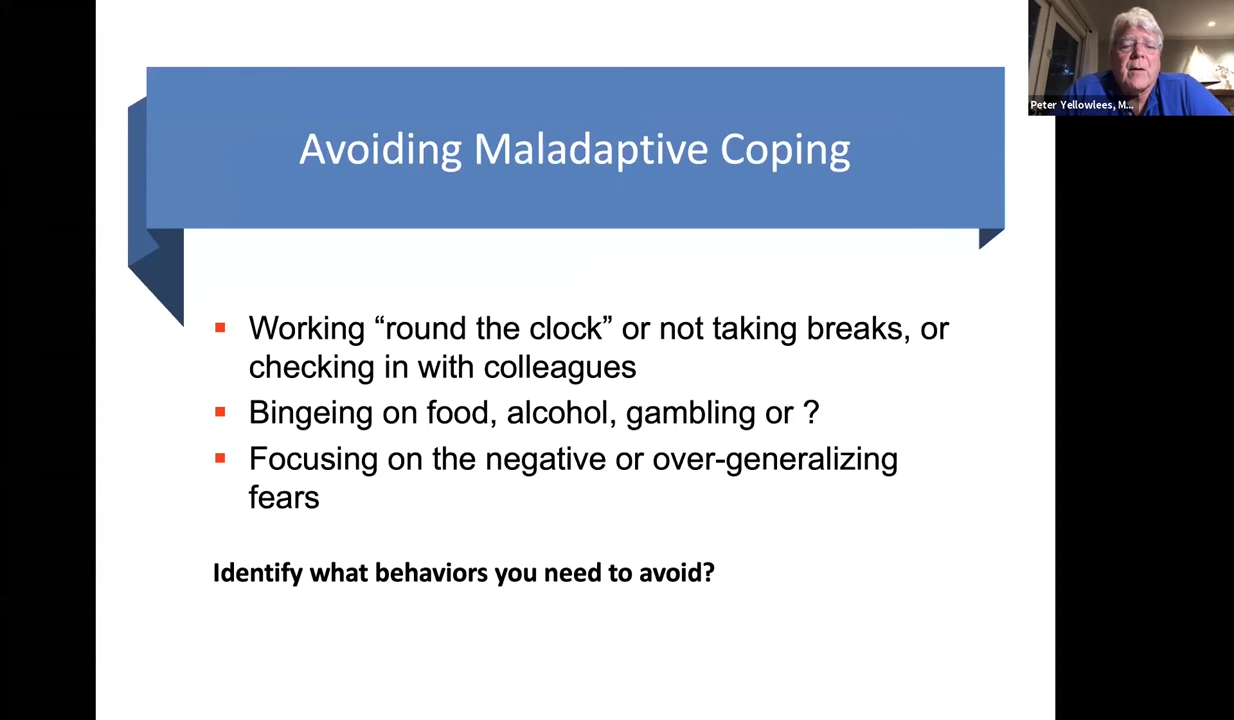 Avoiding Maladaptive Coping
Peter Yellowlees, M...
Working “round the clock” or not taking breaks, or
checking in with colleagues
Bingeing on food, alcohol, gambling or ?
Focusing on the negative or over-generalizing
fears
Identify what behaviors you need to avoid?